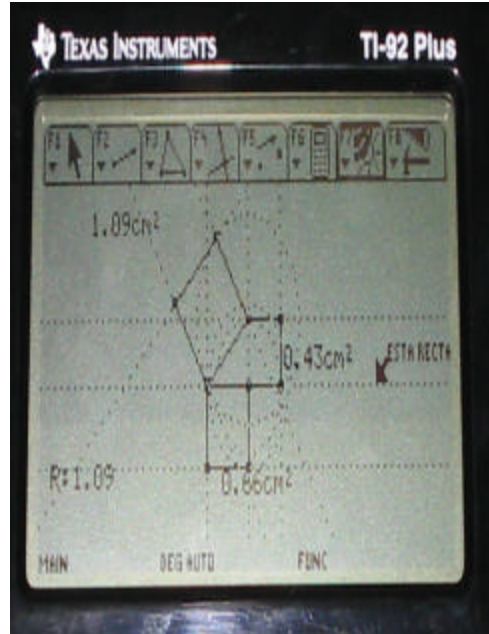 TEXAS INSTRUMENTS TI-92 Plus
F1 F2 F3 F4 F5 F6 F7 F8
1.09cm²
0.43cm²
ESTA RECTA
R:1.09
0.66cm²
MAIN DEG AUTO FUNC